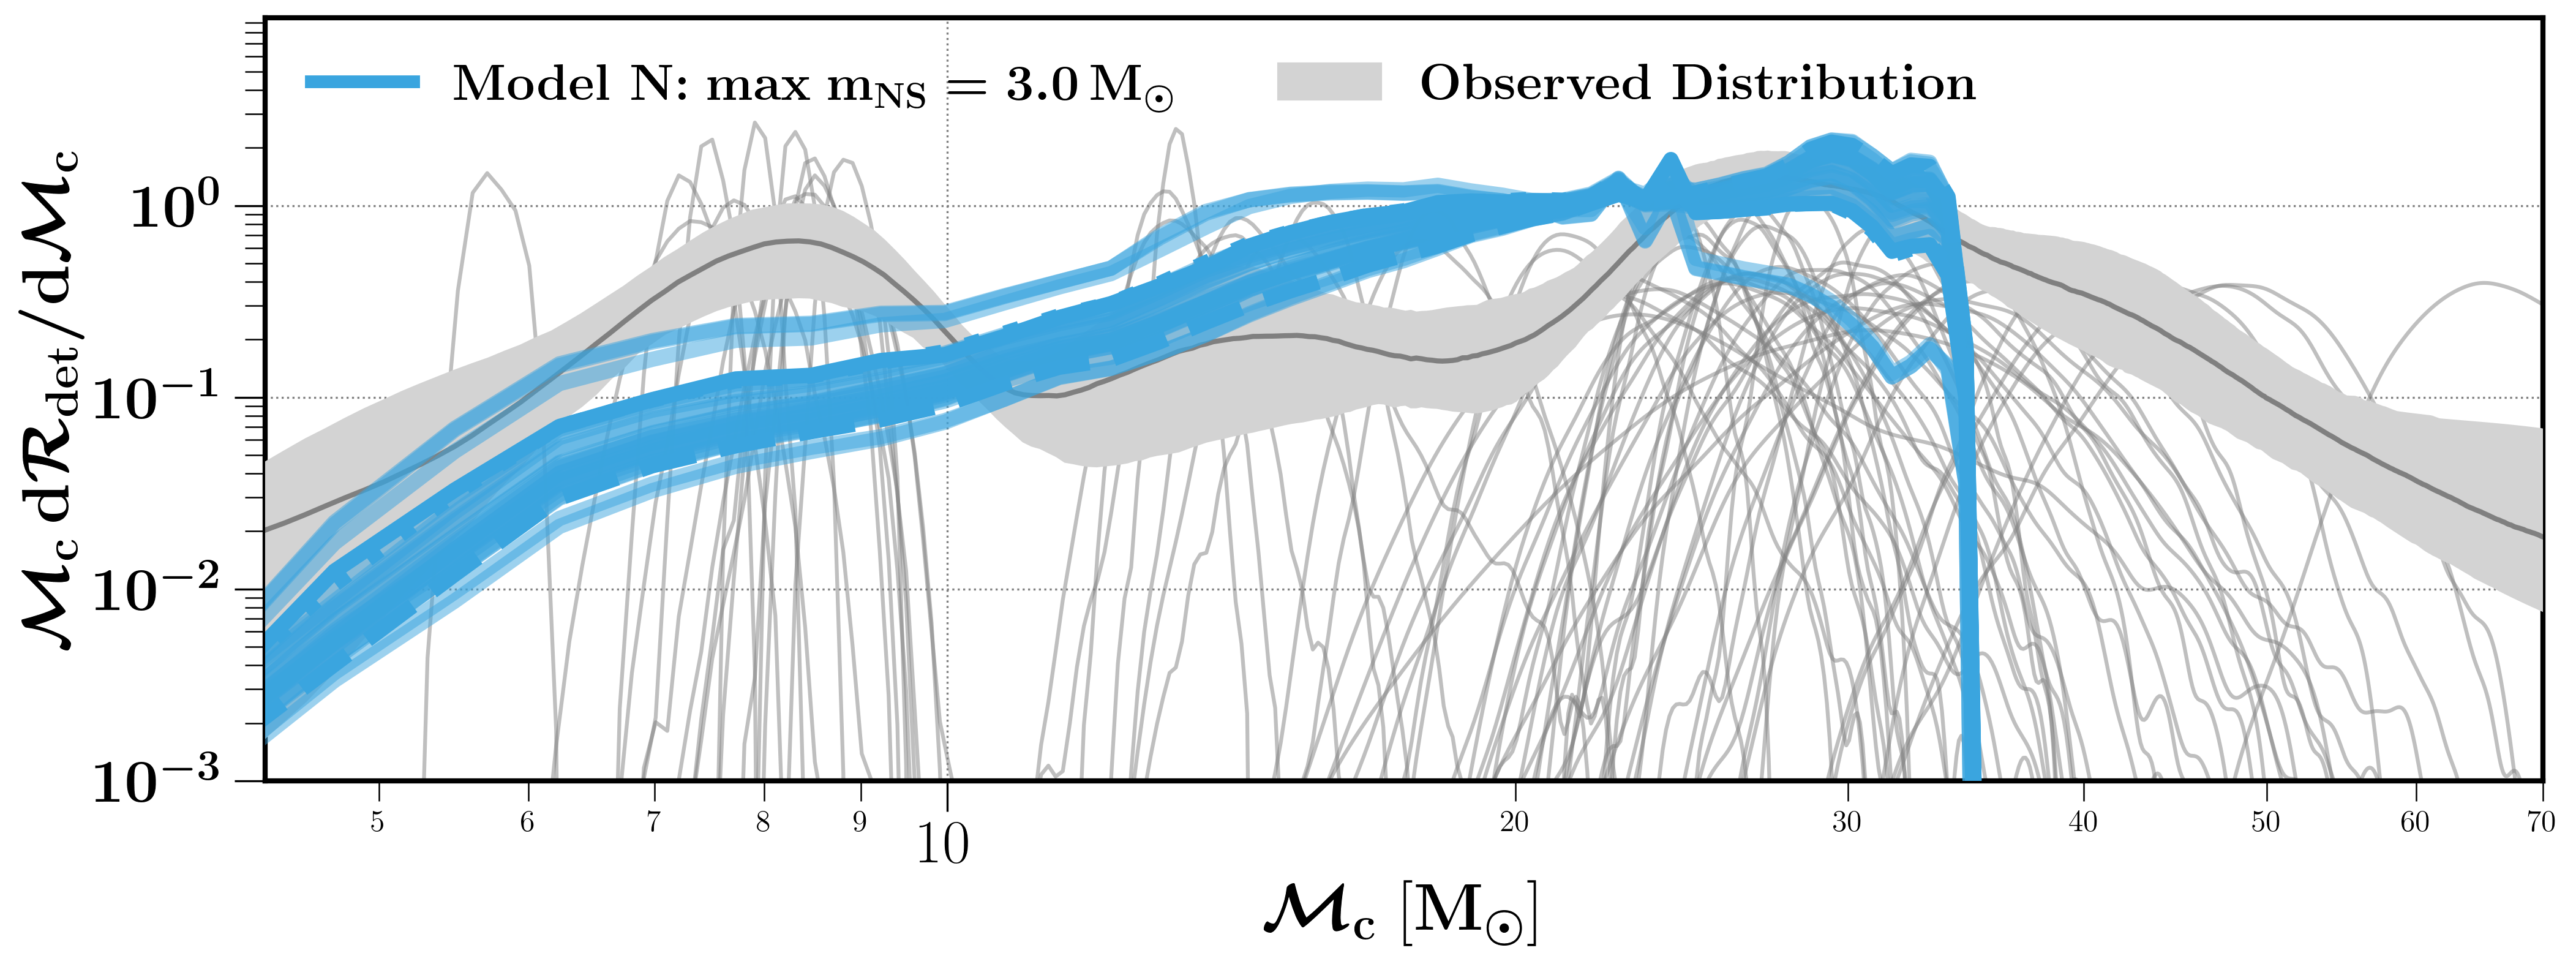 Model N: max m_NS = 3.0 M_⊙
Observed Distribution
ℳ_c dℛ_det / dℳ_c
10^0
10^−1
10^−2
10^−3
5 6 7 8 9 10 20 30 40 50 60 70
ℳ_c [M_⊙]